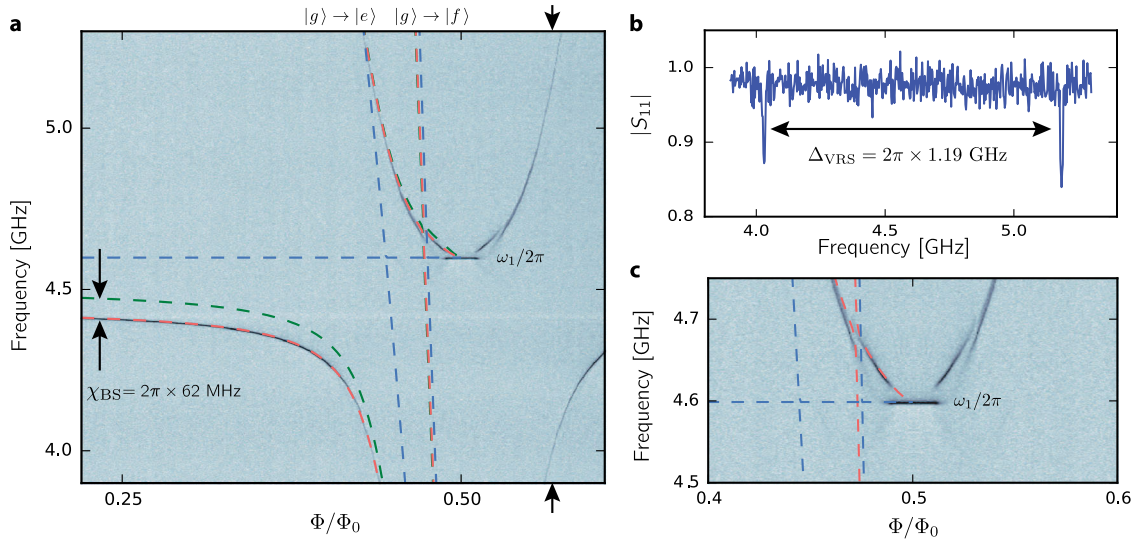 a
|g⟩ → |e⟩ |g⟩ → |f⟩
Frequency [GHz]
5.0
4.5
4.0
ω₁/2π
χ_BS = 2π × 62 MHz
0.25
0.50
Φ/Φ₀
b
|S₁₁|
1.0
0.9
0.8
Δ_VRS = 2π × 1.19 GHz
4.0
4.5
5.0
Frequency [GHz]
c
Frequency [GHz]
4.7
4.6
4.5
ω₁/2π
0.4
0.5
0.6
Φ/Φ₀